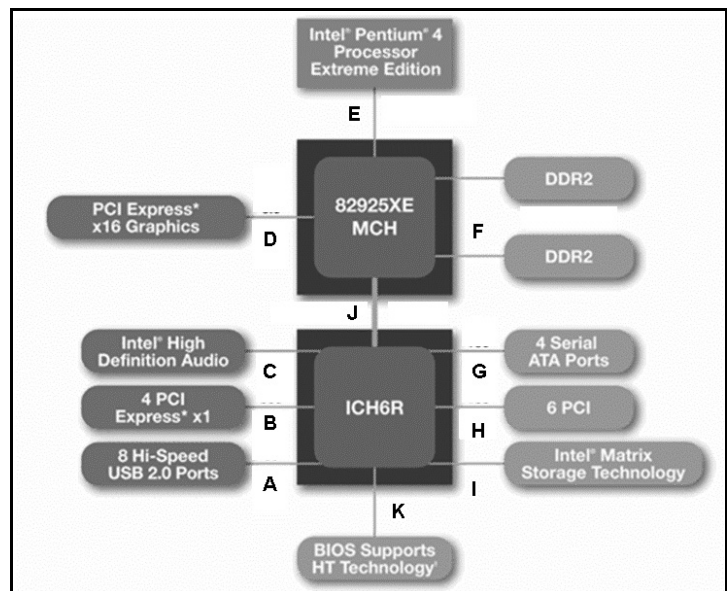 Intel® Pentium® 4
Processor
Extreme Edition
E
82925XE
MCH
DDR2
PCI Express*
x16 Graphics
D
F
DDR2
J
Intel® High
Definition Audio
C
4 Serial
ATA Ports
G
ICH6R
4 PCI
Express* x1
B
6 PCI
H
8 Hi-Speed
USB 2.0 Ports
A
Intel® Matrix
Storage Technology
I
K
BIOS Supports
HT Technology